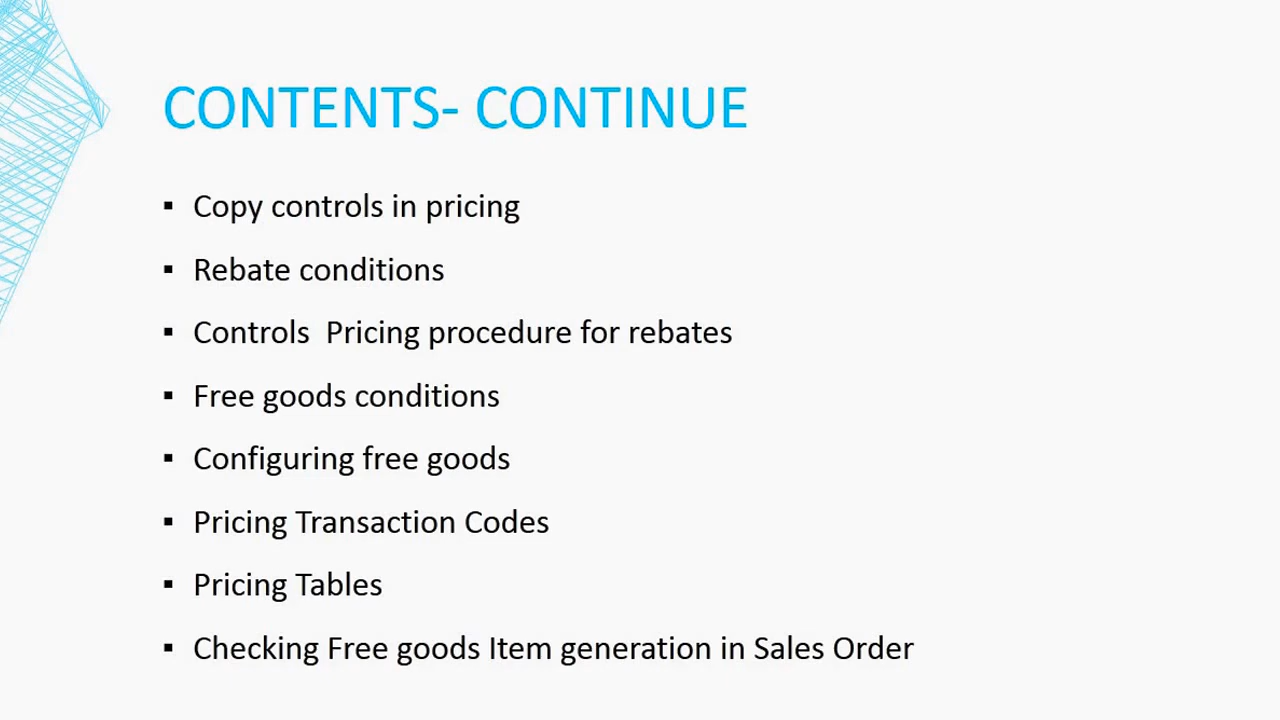 CONTENTS- CONTINUE
▪ Copy controls in pricing
▪ Rebate conditions
▪ Controls  Pricing procedure for rebates
▪ Free goods conditions
▪ Configuring free goods
▪ Pricing Transaction Codes
▪ Pricing Tables
▪ Checking Free goods Item generation in Sales Order